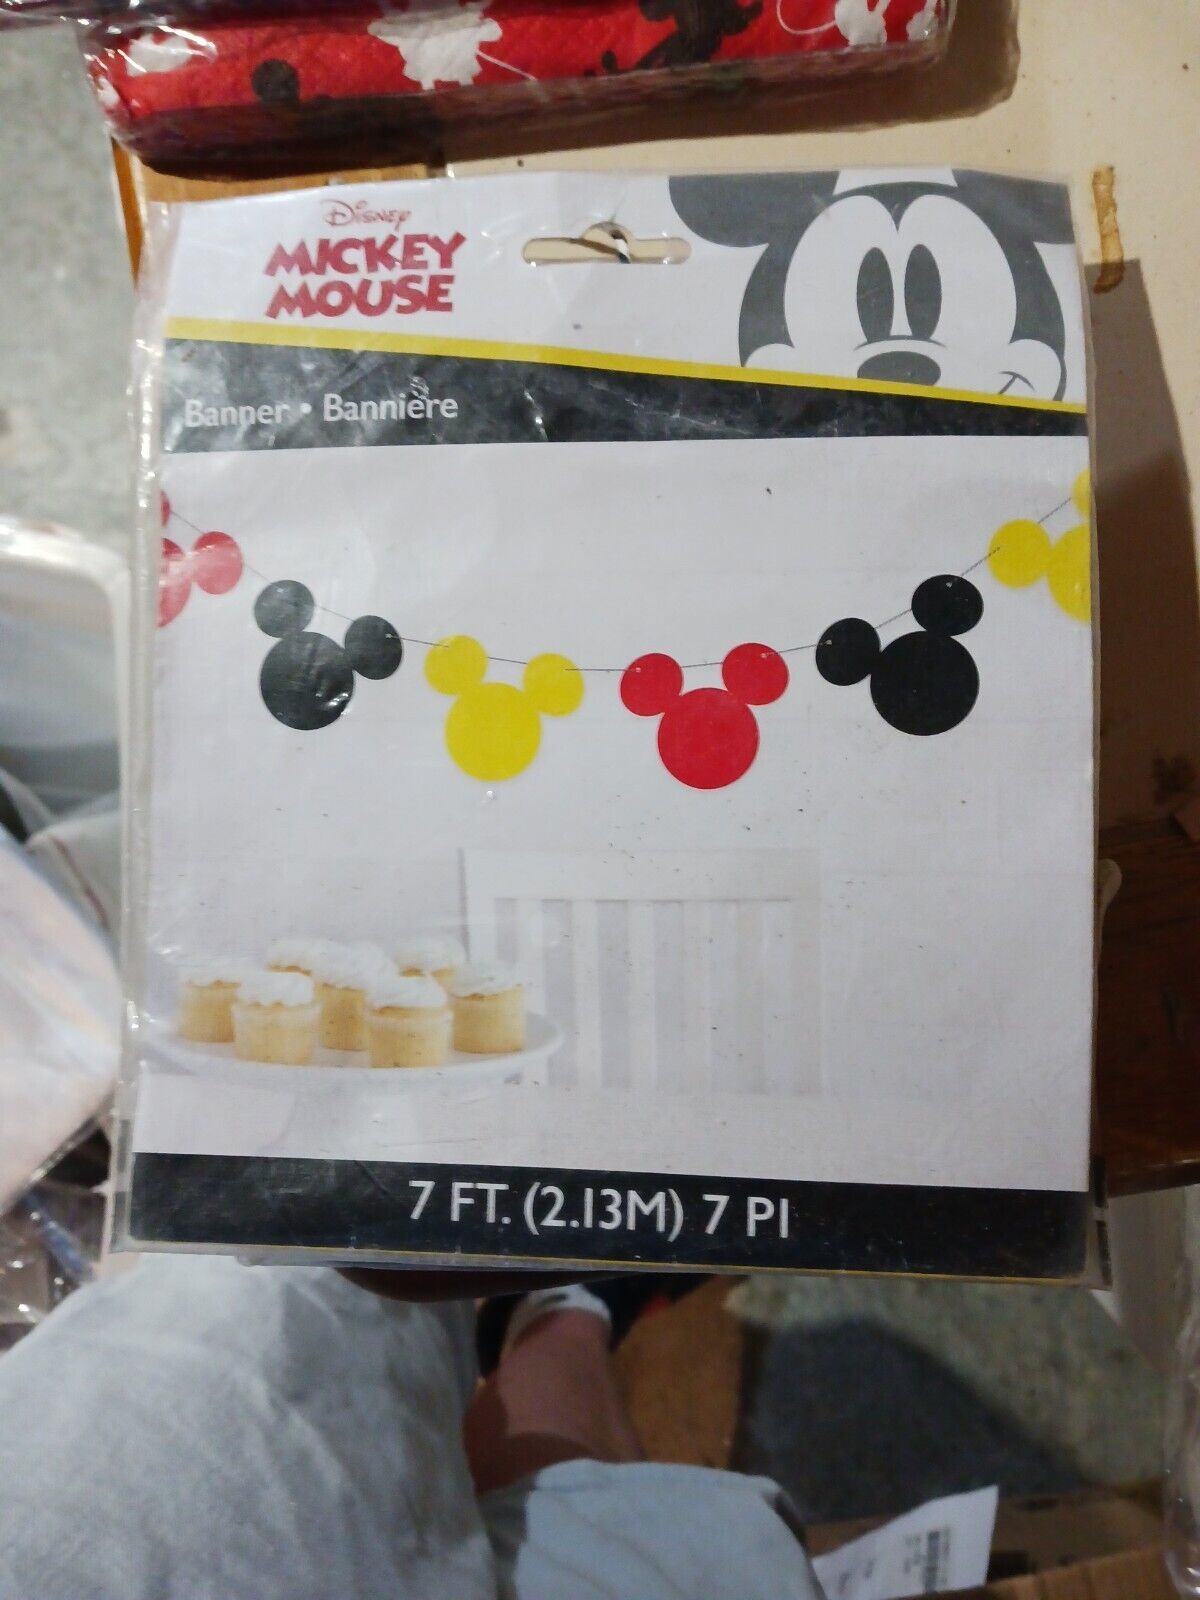 Disney
MICKEY
MOUSE
Banner • Bannière
7 FT. (2.13M) 7 PI